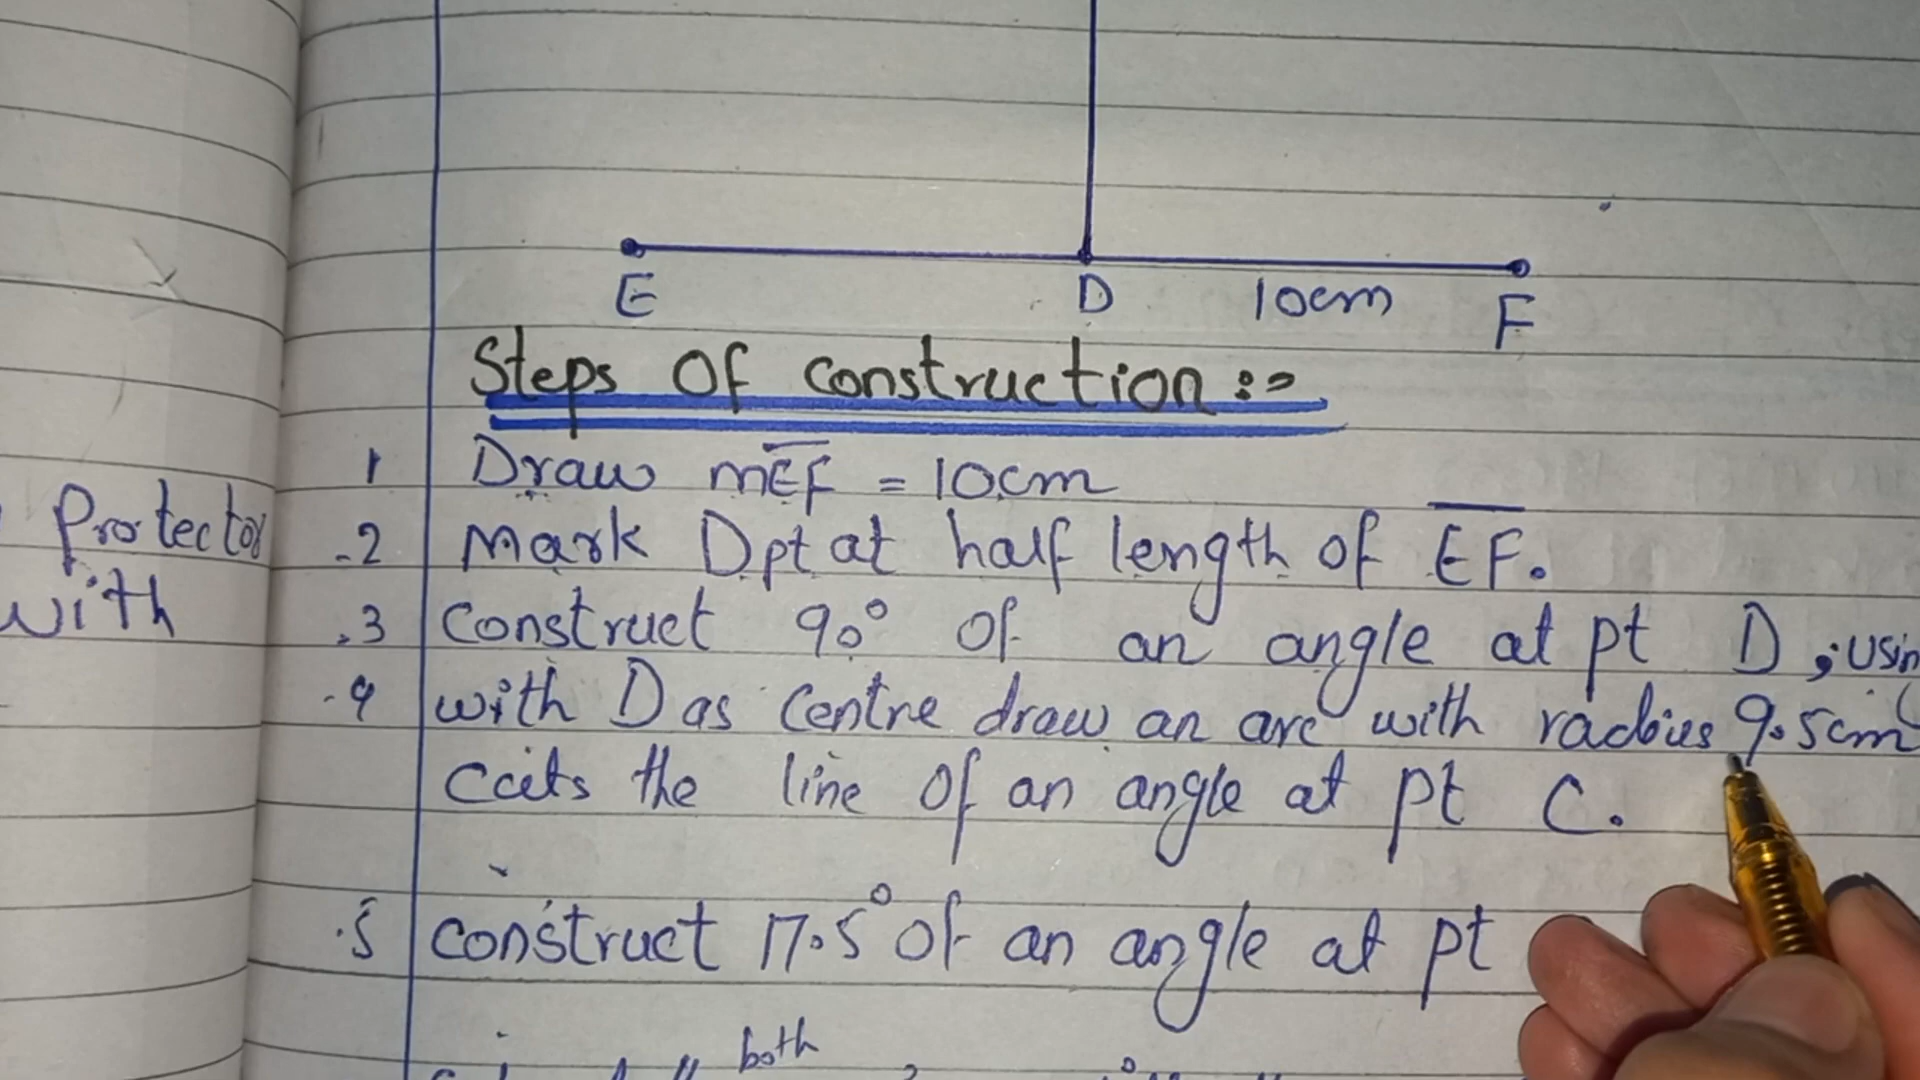 E D 10cm F
Steps Of construction :-
1 Draw mEF = 10cm
.2 Mark D pt at half length of EF.
.3 Construct 90° of an angle at pt D ; usin
.4 with D as Centre draw an arc with radius 9.5cm
Cuts the line of an angle at pt C.
.5 construct 17.5° of an angle at pt
both
Protector
with